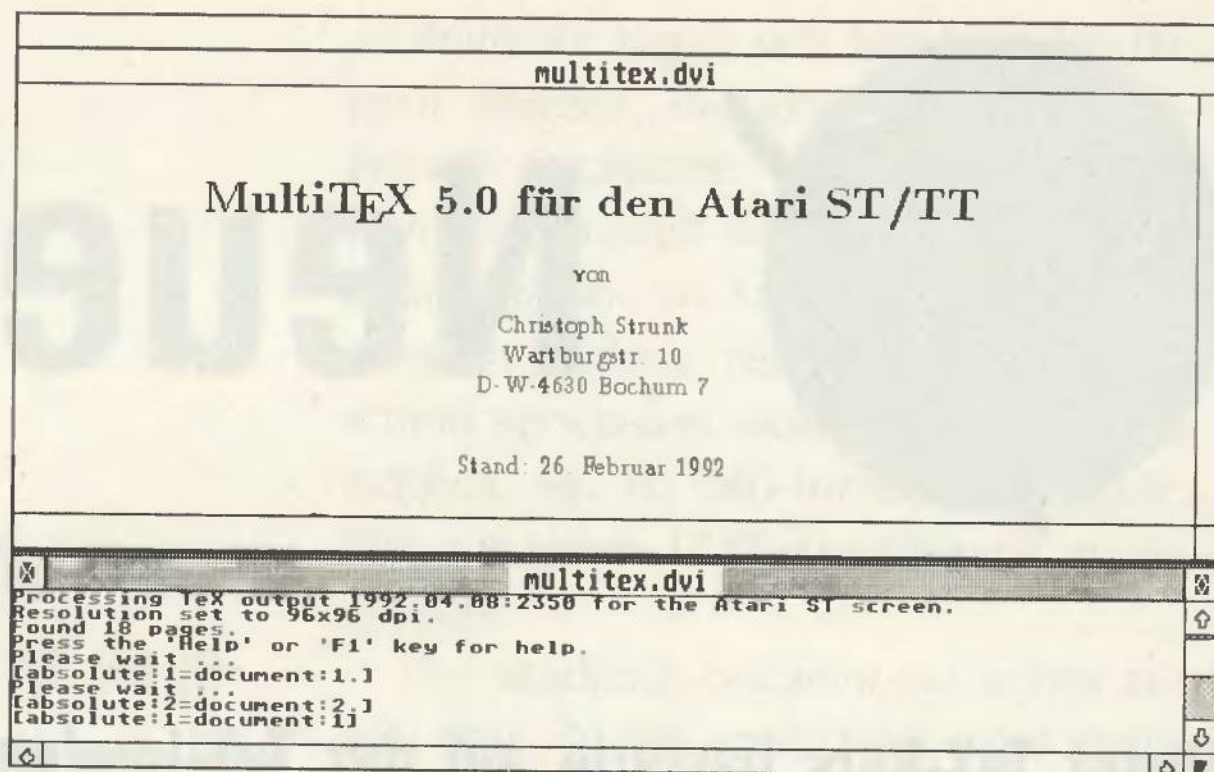 multitex.dvi
MultiTEX 5.0 für den Atari ST/TT
von
Christoph Strunk
Wartburgstr. 10
D-W-4630 Bochum 7
Stand: 26. Februar 1992
multitex.dvi
Processing TeX output 1992.04.08:2350 for the Atari ST screen.
Resolution set to 96x96 dpi.
Found 18 pages.
Press the 'Help' or 'F1' key for help.
Please wait ...
[absolute:1=document:1.]
Please wait ...
[absolute:2=document:2.]
[absolute:1=document:1]